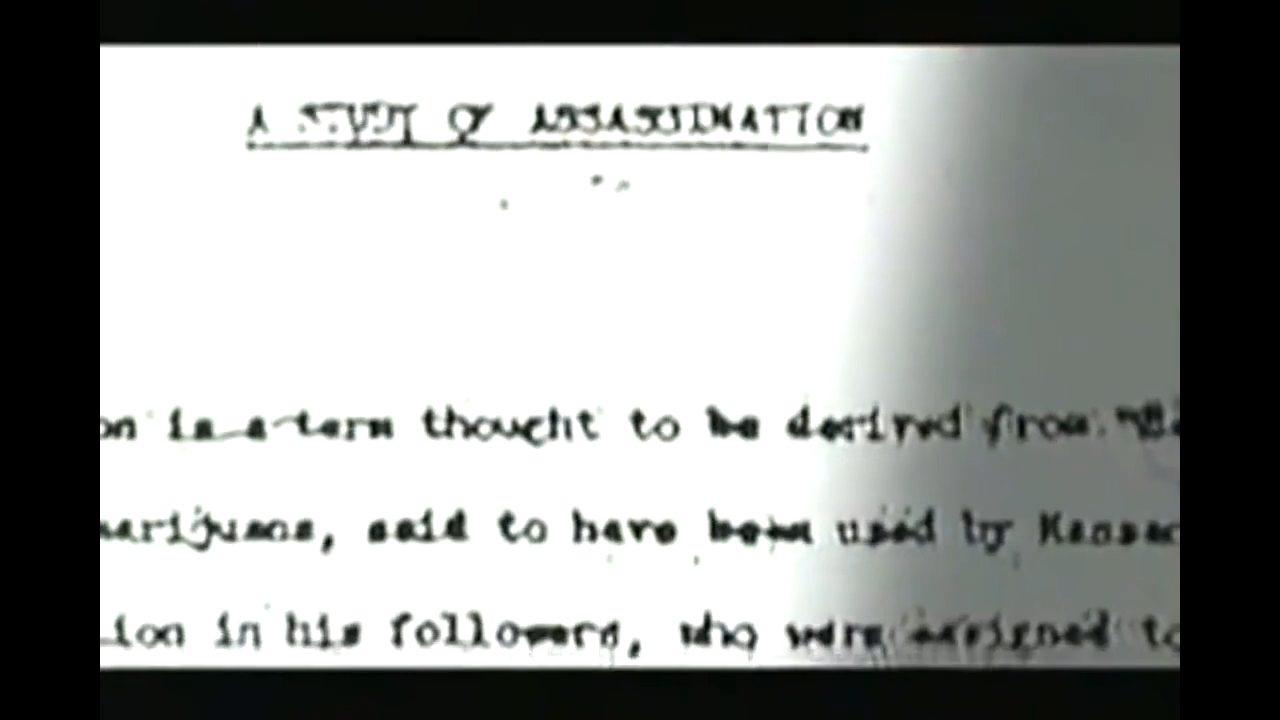 A STUDY OF ASSASSINATION
on is a term thought to be derived from
marijuana, said to have been used by
ion in his followers, who were assigned to